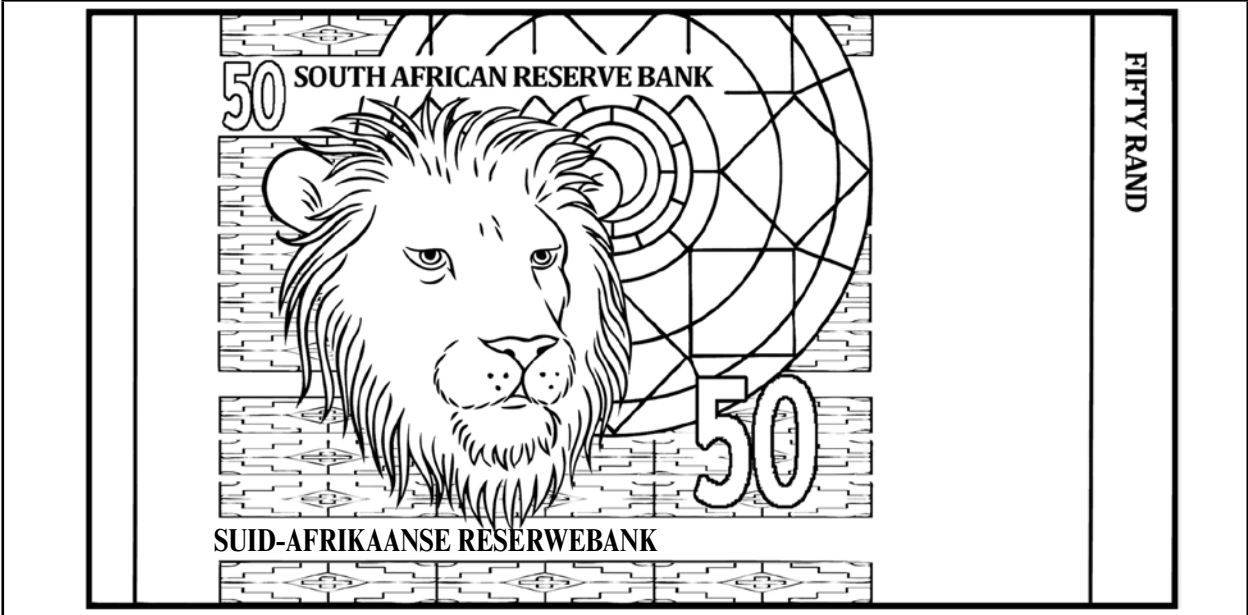 50 SOUTH AFRICAN RESERVE BANK
FIFTY RAND
50
SUID-AFRIKAANSE RESERWEBANK